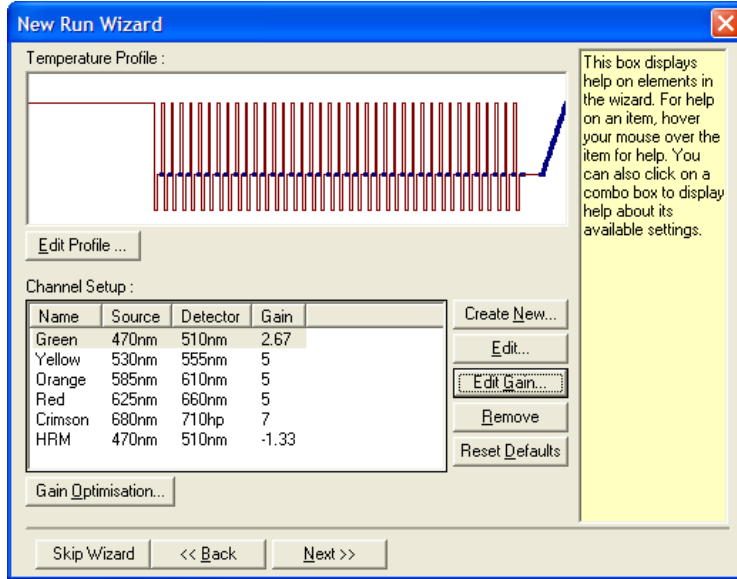 New Run Wizard
Temperature Profile :
Edit Profile ...
Channel Setup :
Name Source Detector Gain
Green 470nm 510nm 2.67
Yellow 530nm 555nm 5
Orange 585nm 610nm 5
Red 625nm 660nm 5
Crimson 680nm 710hp 7
HRM 470nm 510nm -1.33
Create New...
Edit...
Edit Gain...
Remove
Reset Defaults
Gain Optimisation...
Skip Wizard << Back Next >>
This box displays
help on elements in
the wizard. For help
on an item, hover
your mouse over the
item for help. You
can also click on a
combo box to display
help about its
available settings.